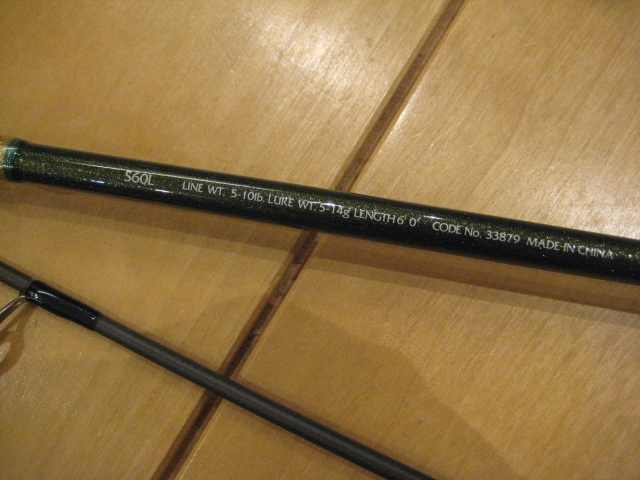 S60L LINE WT. 5-10lb. LURE WT. 5-14g LENGTH 6' 0" CODE No. 33879 MADE IN CHINA